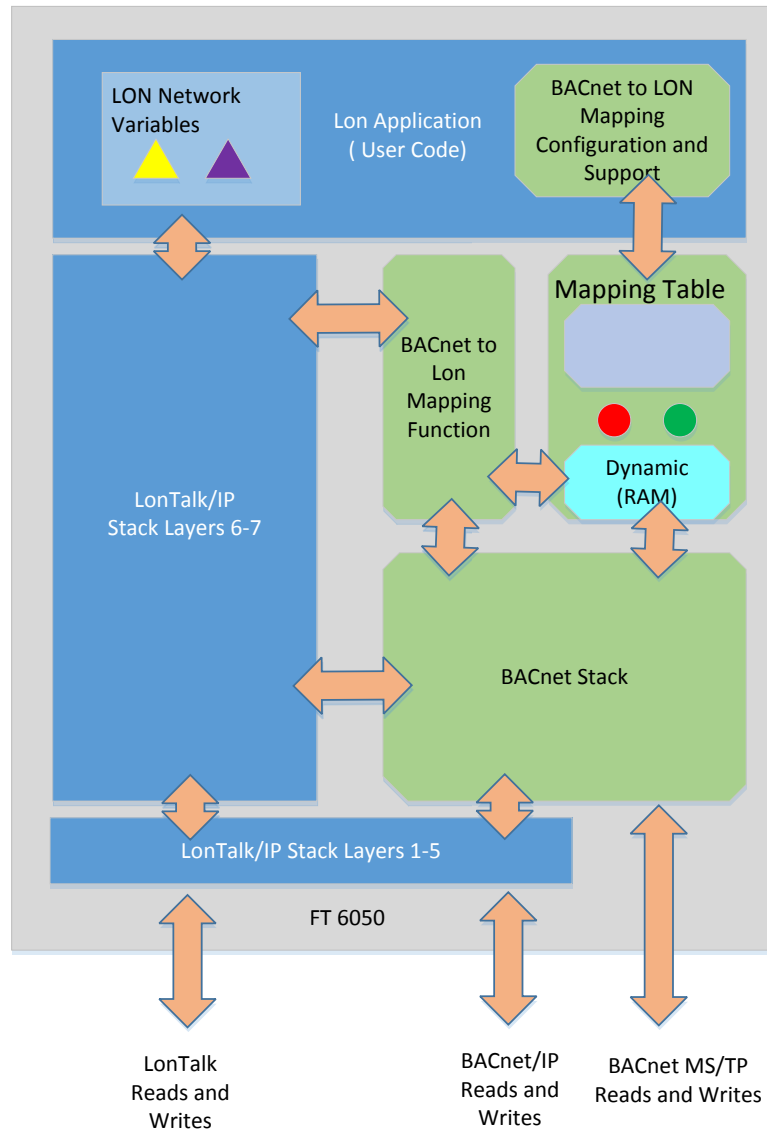 LON Network
Variables
Lon Application
( User Code)
BACnet to LON
Mapping
Configuration and
Support
Mapping Table
BACnet to
Lon
Mapping
Function
Dynamic
(RAM)
LonTalk/IP
Stack Layers 6-7
BACnet Stack
LonTalk/IP Stack Layers 1-5
FT 6050
LonTalk
Reads and
Writes
BACnet/IP
Reads and
Writes
BACnet MS/TP
Reads and Writes